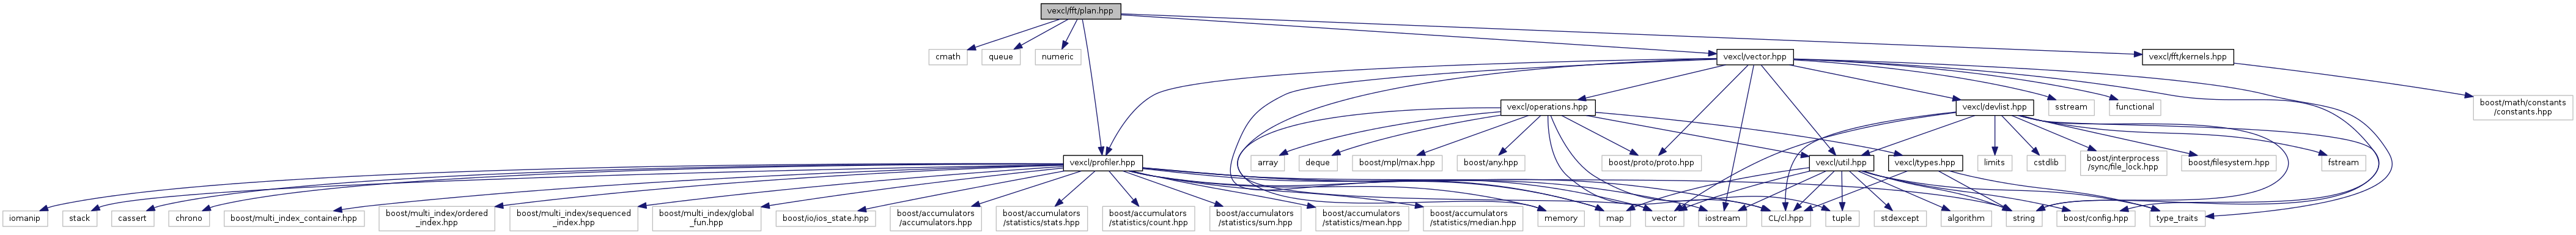 vexcl/fft/plan.hpp
cmath
queue
numeric
vexcl/vector.hpp
vexcl/fft/kernels.hpp
vexcl/operations.hpp
vexcl/devlist.hpp
sstream
functional
boost/math/constants
/constants.hpp
vexcl/profiler.hpp
array
deque
boost/mpl/max.hpp
boost/any.hpp
boost/proto/proto.hpp
vexcl/util.hpp
vexcl/types.hpp
limits
cstdlib
boost/interprocess
/sync/file_lock.hpp
boost/filesystem.hpp
fstream
iomanip
stack
cassert
chrono
boost/multi_index_container.hpp
boost/multi_index/ordered
_index.hpp
boost/multi_index/sequenced
_index.hpp
boost/multi_index/global
_fun.hpp
boost/io/ios_state.hpp
boost/accumulators
/accumulators.hpp
boost/accumulators
/statistics/stats.hpp
boost/accumulators
/statistics/count.hpp
boost/accumulators
/statistics/sum.hpp
boost/accumulators
/statistics/mean.hpp
boost/accumulators
/statistics/median.hpp
memory
map
vector
iostream
CL/cl.hpp
tuple
stdexcept
algorithm
string
boost/config.hpp
type_traits